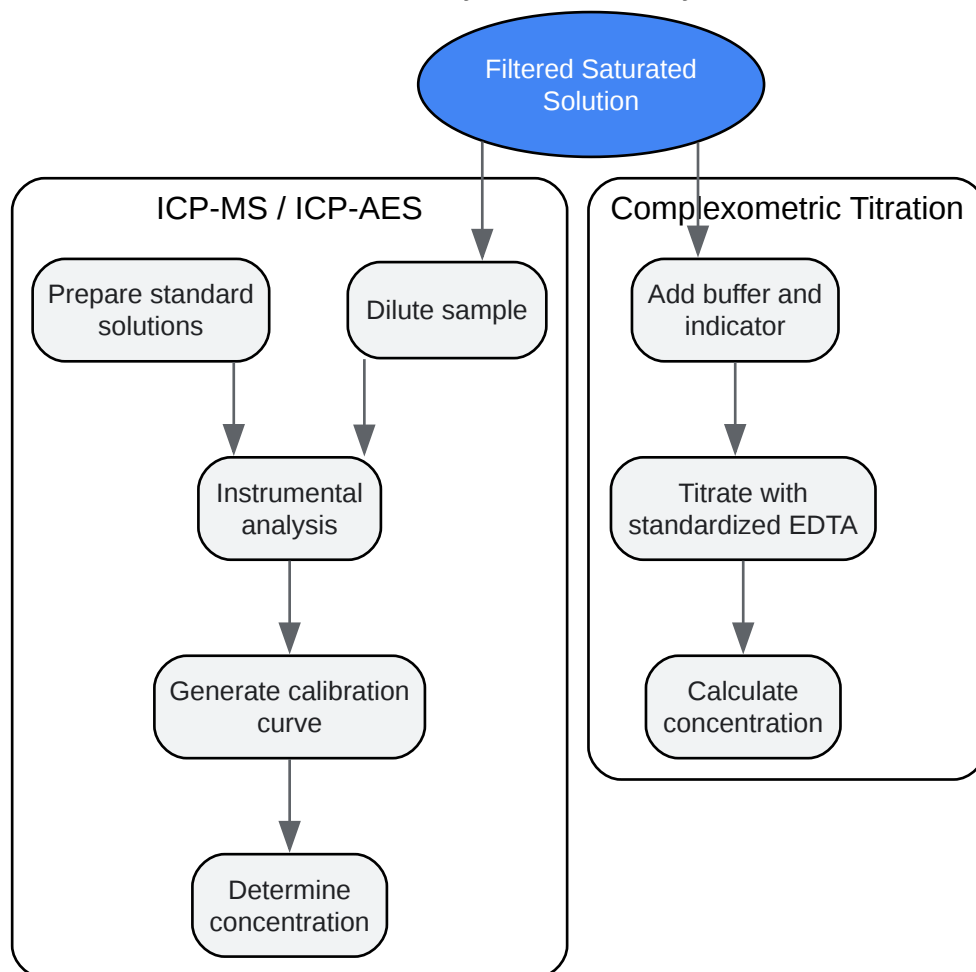 Filtered Saturated
Solution
ICP-MS / ICP-AES
Complexometric Titration
Prepare standard
solutions
Dilute sample
Add buffer and
indicator
Instrumental
analysis
Titrate with
standardized EDTA
Generate calibration
curve
Calculate
concentration
Determine
concentration